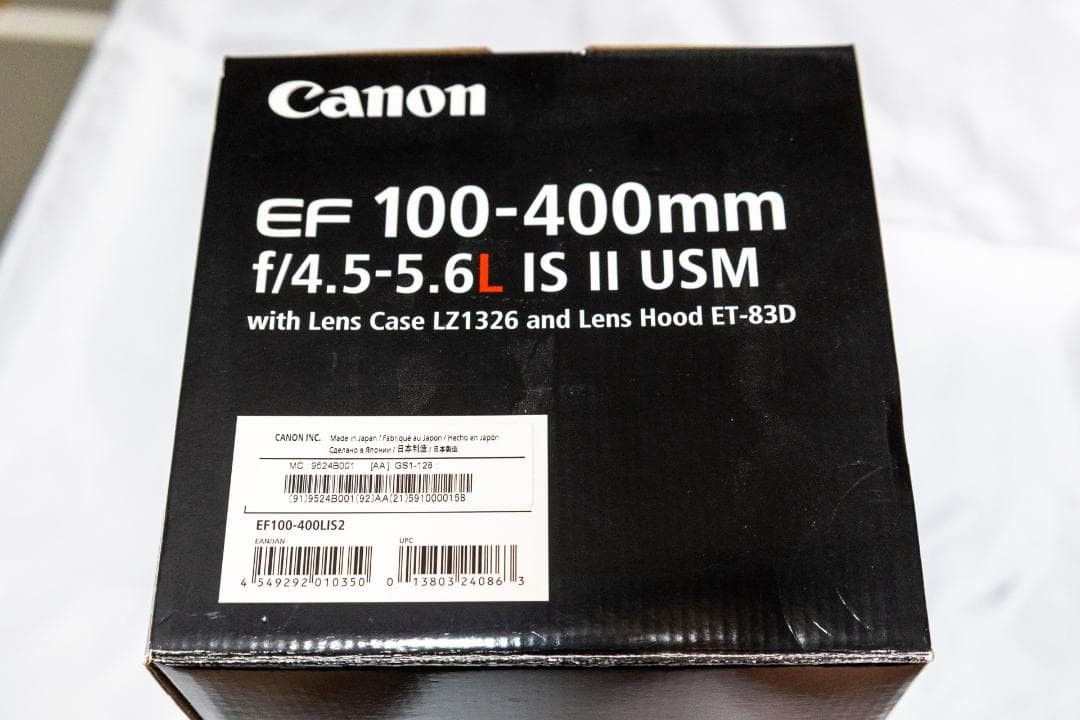 Canon
EF 100-400mm
f/4.5-5.6L IS II USM
with Lens Case LZ1326 and Lens Hood ET-83D
CANON INC. Made in Japan / Fabriqué au Japon / Hecho en Japón
Сделано в Японии / 日本制造 / 日本製造
MC : 9524B001 [AA] GS1-128 :
(91)9524B001(92)AA(21)5910000158
EF100-400LIS2
EAN/JAN UPC
4 549292 010350 0 13803 24086 3